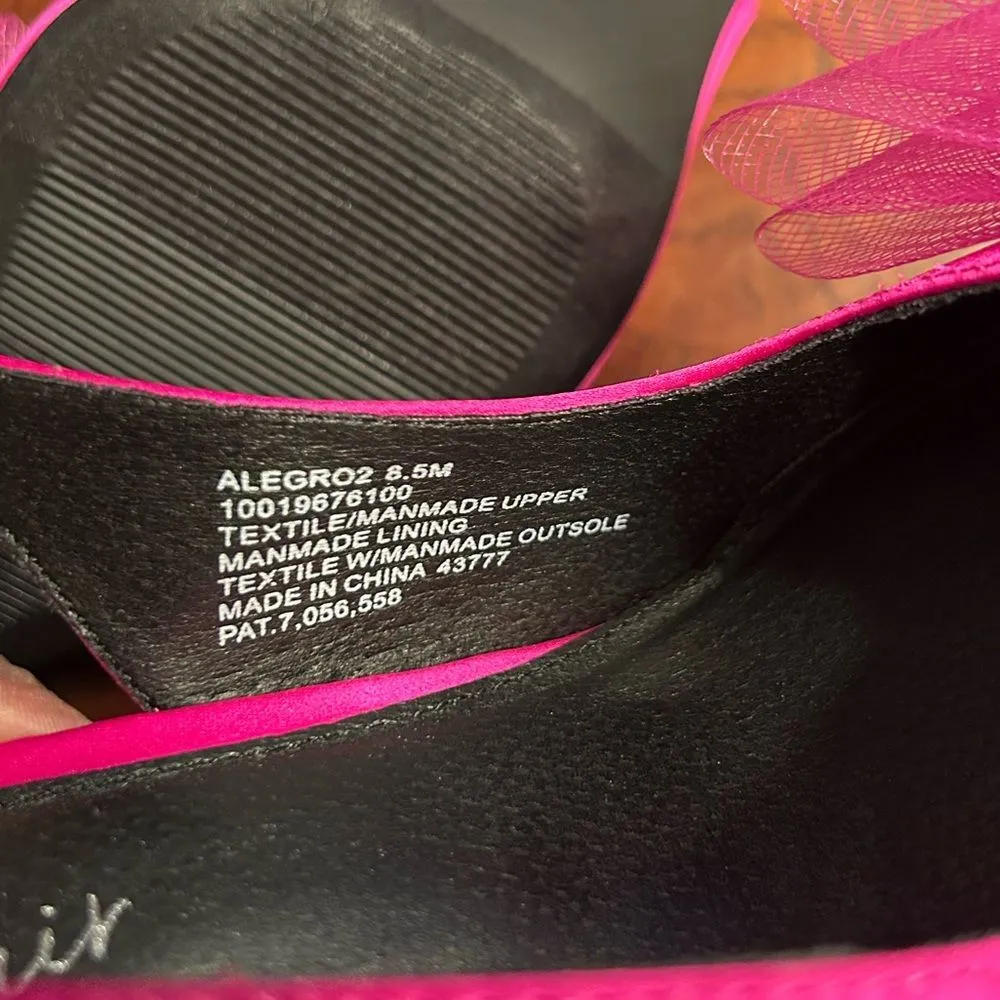 ALEGRO2 8.5M
10019676100
TEXTILE/MANMADE UPPER
MANMADE LINING
TEXTILE W/MANMADE OUTSOLE
MADE IN CHINA 43777
PAT.7,056,558